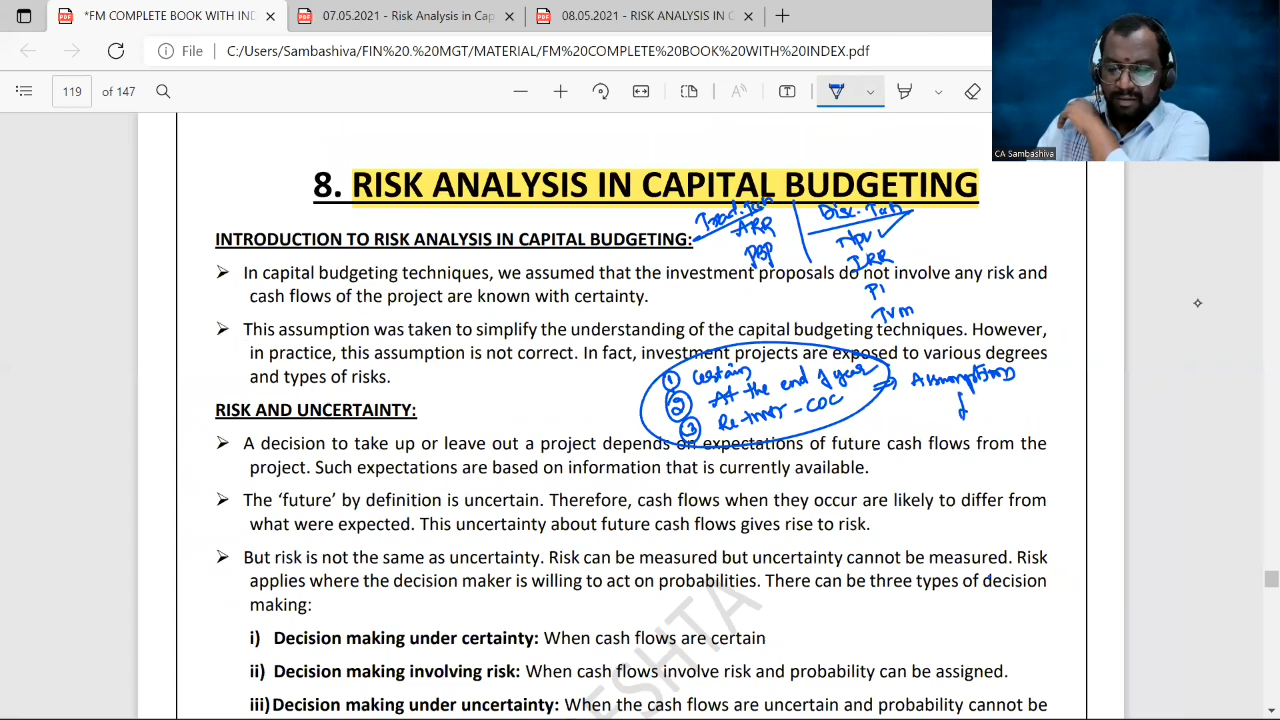 *FM COMPLETE BOOK WITH IND
07.05.2021 - Risk Analysis in Cap
08.05.2021 - RISK ANALYSIS IN C
File
C:/Users/Sambashiva/FIN%20.%20MGT/MATERIAL/FM%20COMPLETE%20BOOK%20WITH%20INDEX.pdf
119 of 147
CA Sambashiva
8. RISK ANALYSIS IN CAPITAL BUDGETING
Disc. Tech
ARR
NPV
PBP
IRR
PI
INTRODUCTION TO RISK ANALYSIS IN CAPITAL BUDGETING:
➢ In capital budgeting techniques, we assumed that the investment proposals do not involve any risk and
cash flows of the project are known with certainty.
➢ This assumption was taken to simplify the understanding of the capital budgeting techniques. However,
in practice, this assumption is not correct. In fact, investment projects are exposed to various degrees
and types of risks.
1 Certain
2 At the end of year
3 - COC
Assumptions
RISK AND UNCERTAINTY:
➢ A decision to take up or leave out a project depends on expectations of future cash flows from the
project. Such expectations are based on information that is currently available.
➢ The ‘future’ by definition is uncertain. Therefore, cash flows when they occur are likely to differ from
what were expected. This uncertainty about future cash flows gives rise to risk.
➢ But risk is not the same as uncertainty. Risk can be measured but uncertainty cannot be measured. Risk
applies where the decision maker is willing to act on probabilities. There can be three types of decision
making:
i) Decision making under certainty: When cash flows are certain
ii) Decision making involving risk: When cash flows involve risk and probability can be assigned.
iii) Decision making under uncertainty: When the cash flows are uncertain and probability cannot be
ESHTA